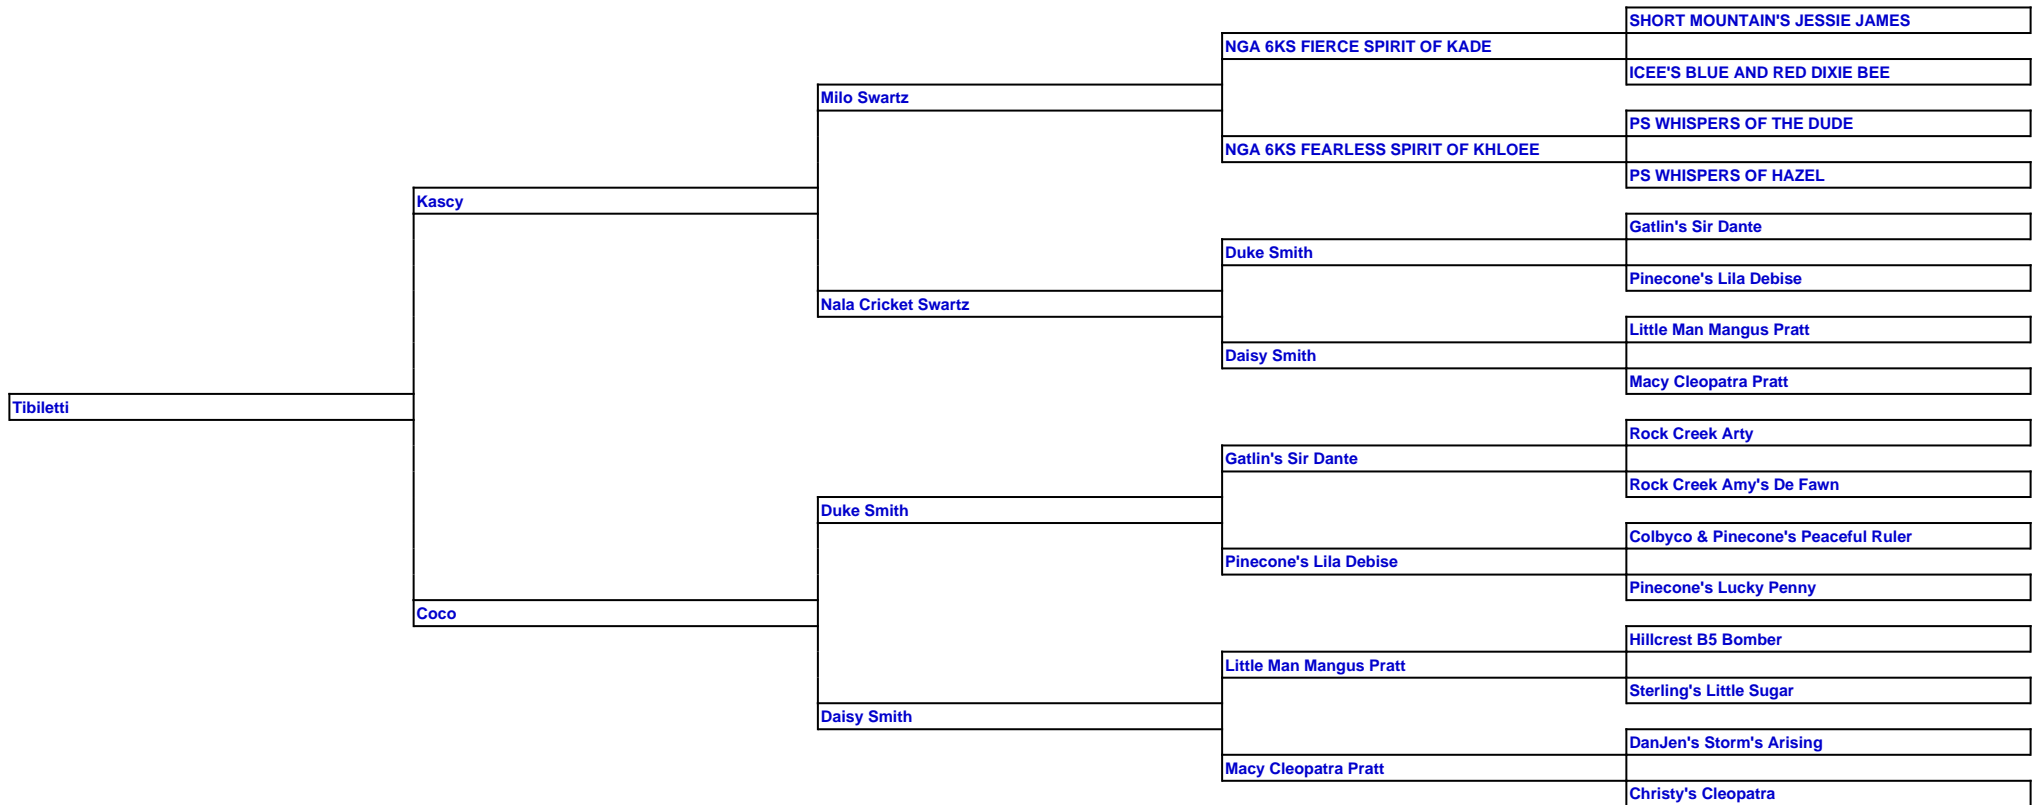 SHORT MOUNTAIN'S JESSIE JAMES
NGA 6KS FIERCE SPIRIT OF KADE
ICEE'S BLUE AND RED DIXIE BEE
Milo Swartz
PS WHISPERS OF THE DUDE
NGA 6KS FEARLESS SPIRIT OF KHLOEE
PS WHISPERS OF HAZEL
Kascy
Gatlin's Sir Dante
Duke Smith
Pinecone's Lila Debise
Nala Cricket Swartz
Little Man Mangus Pratt
Daisy Smith
Macy Cleopatra Pratt
Tibiletti
Rock Creek Arty
Gatlin's Sir Dante
Rock Creek Amy's De Fawn
Duke Smith
Colbyco & Pinecone's Peaceful Ruler
Pinecone's Lila Debise
Pinecone's Lucky Penny
Coco
Hillcrest B5 Bomber
Little Man Mangus Pratt
Sterling's Little Sugar
Daisy Smith
DanJen's Storm's Arising
Macy Cleopatra Pratt
Christy's Cleopatra